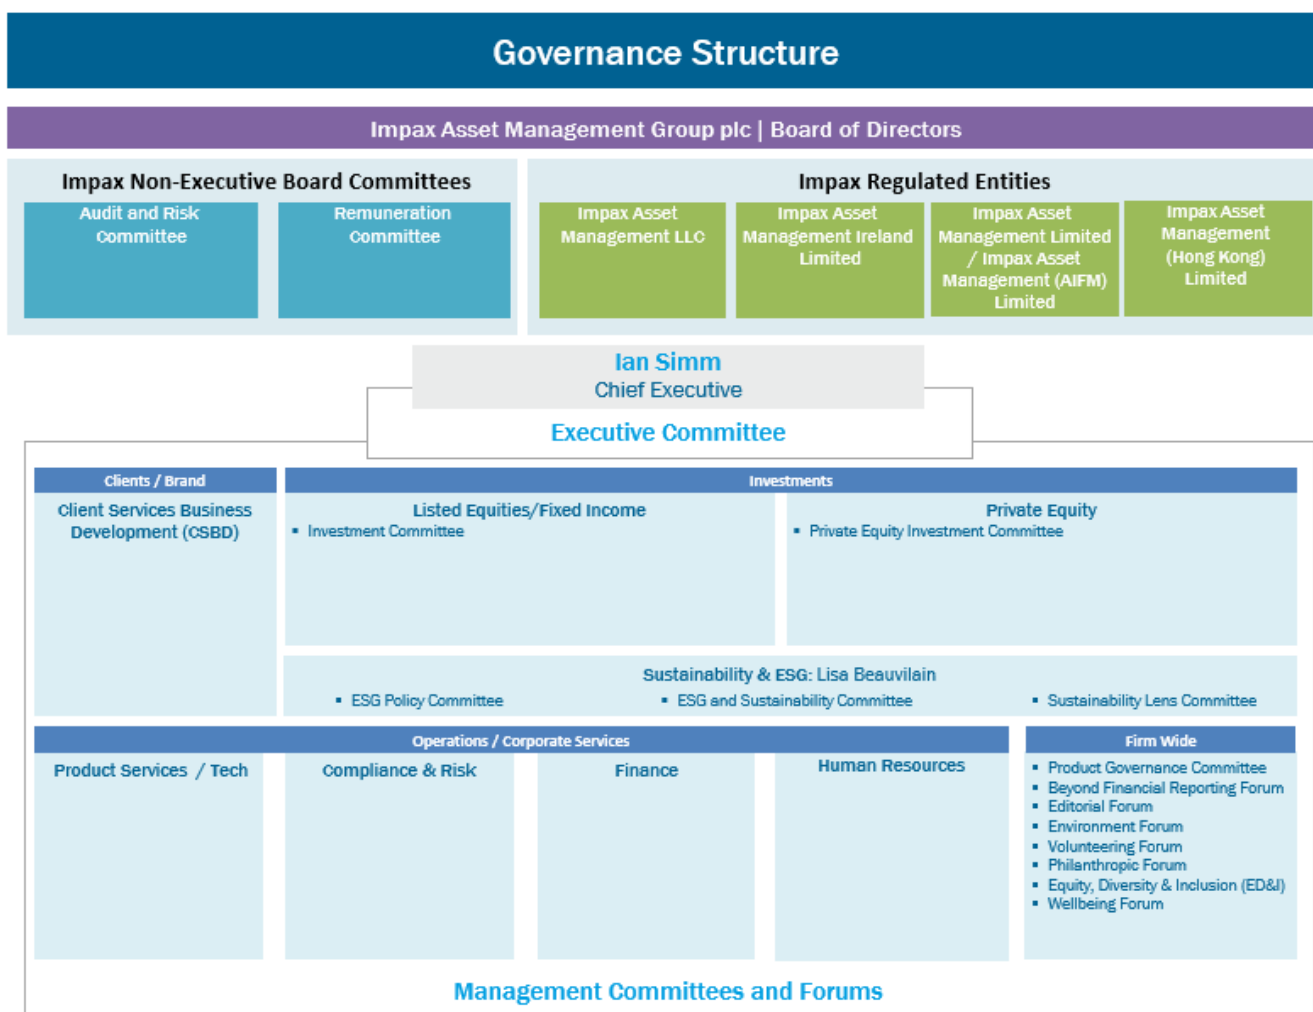 Governance Structure
Impax Asset Management Group plc | Board of Directors
Impax Non-Executive Board Committees
Audit and Risk
Committee
Remuneration
Committee
Impax Regulated Entities
Impax Asset
Management LLC
Impax Asset
Management Ireland
Limited
Impax Asset
Management Limited
/ Impax Asset
Management (AIFM)
Limited
Impax Asset
Management
(Hong Kong)
Limited
Ian Simm
Chief Executive
Executive Committee
Clients / Brand
Client Services Business
Development (CSBD)
Investments
Listed Equities/Fixed Income
▪ Investment Committee
Private Equity
▪ Private Equity Investment Committee
Sustainability & ESG: Lisa Beauvilain
▪ ESG Policy Committee
▪ ESG and Sustainability Committee
▪ Sustainability Lens Committee
Operations / Corporate Services
Product Services / Tech
Compliance & Risk
Finance
Human Resources
Firm Wide
▪ Product Governance Committee
▪ Beyond Financial Reporting Forum
▪ Editorial Forum
▪ Environment Forum
▪ Volunteering Forum
▪ Philanthropic Forum
▪ Equity, Diversity & Inclusion (ED&I)
▪ Wellbeing Forum
Management Committees and Forums